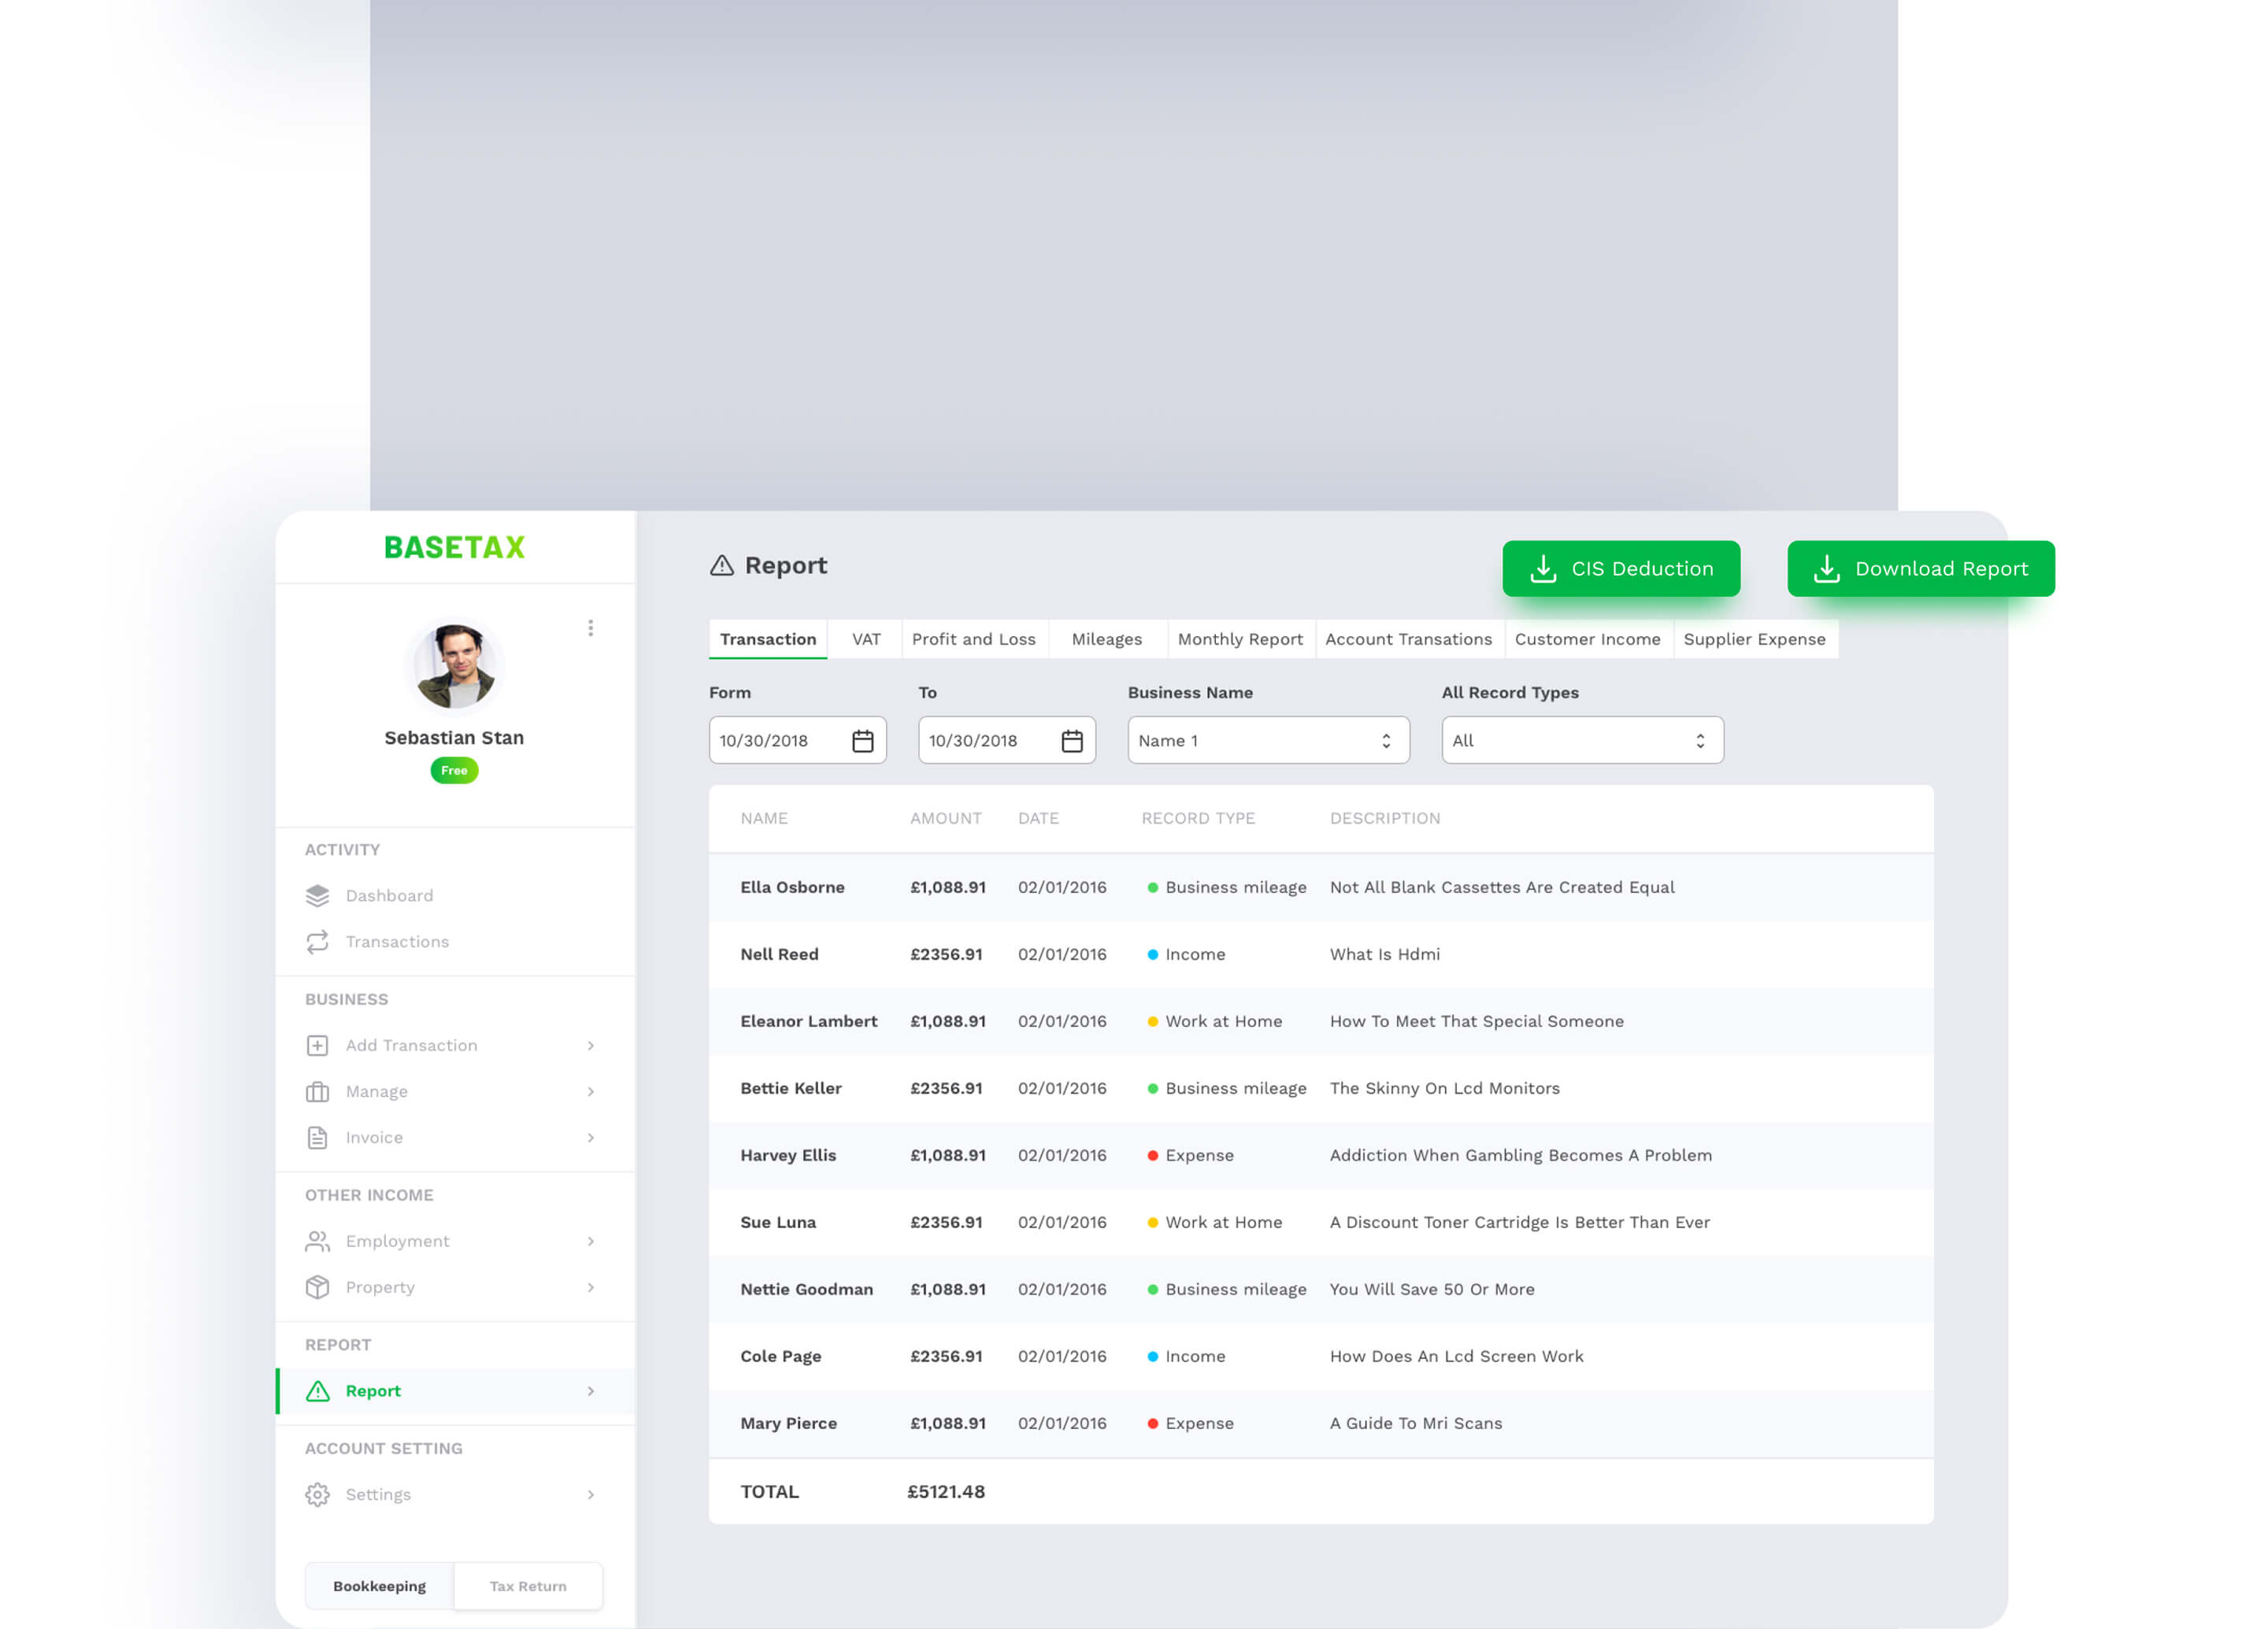 BASETAX
Sebastian Stan
Free
ACTIVITY
Dashboard
Transactions
BUSINESS
Add Transaction
Manage
Invoice
OTHER INCOME
Employment
Property
REPORT
Report
ACCOUNT SETTING
Settings
Bookkeeping Tax Return
Report CIS Deduction Download Report
Transaction VAT Profit and Loss Mileages Monthly Report Account Transations Customer Income Supplier Expense
Form To Business Name All Record Types
10/30/2018 10/30/2018 Name 1 All
NAME AMOUNT DATE RECORD TYPE DESCRIPTION
Ella Osborne £1,088.91 02/01/2016 Business mileage Not All Blank Cassettes Are Created Equal
Nell Reed £2356.91 02/01/2016 Income What Is Hdmi
Eleanor Lambert £1,088.91 02/01/2016 Work at Home How To Meet That Special Someone
Bettie Keller £2356.91 02/01/2016 Business mileage The Skinny On Lcd Monitors
Harvey Ellis £1,088.91 02/01/2016 Expense Addiction When Gambling Becomes A Problem
Sue Luna £2356.91 02/01/2016 Work at Home A Discount Toner Cartridge Is Better Than Ever
Nettie Goodman £1,088.91 02/01/2016 Business mileage You Will Save 50 Or More
Cole Page £2356.91 02/01/2016 Income How Does An Lcd Screen Work
Mary Pierce £1,088.91 02/01/2016 Expense A Guide To Mri Scans
TOTAL £5121.48